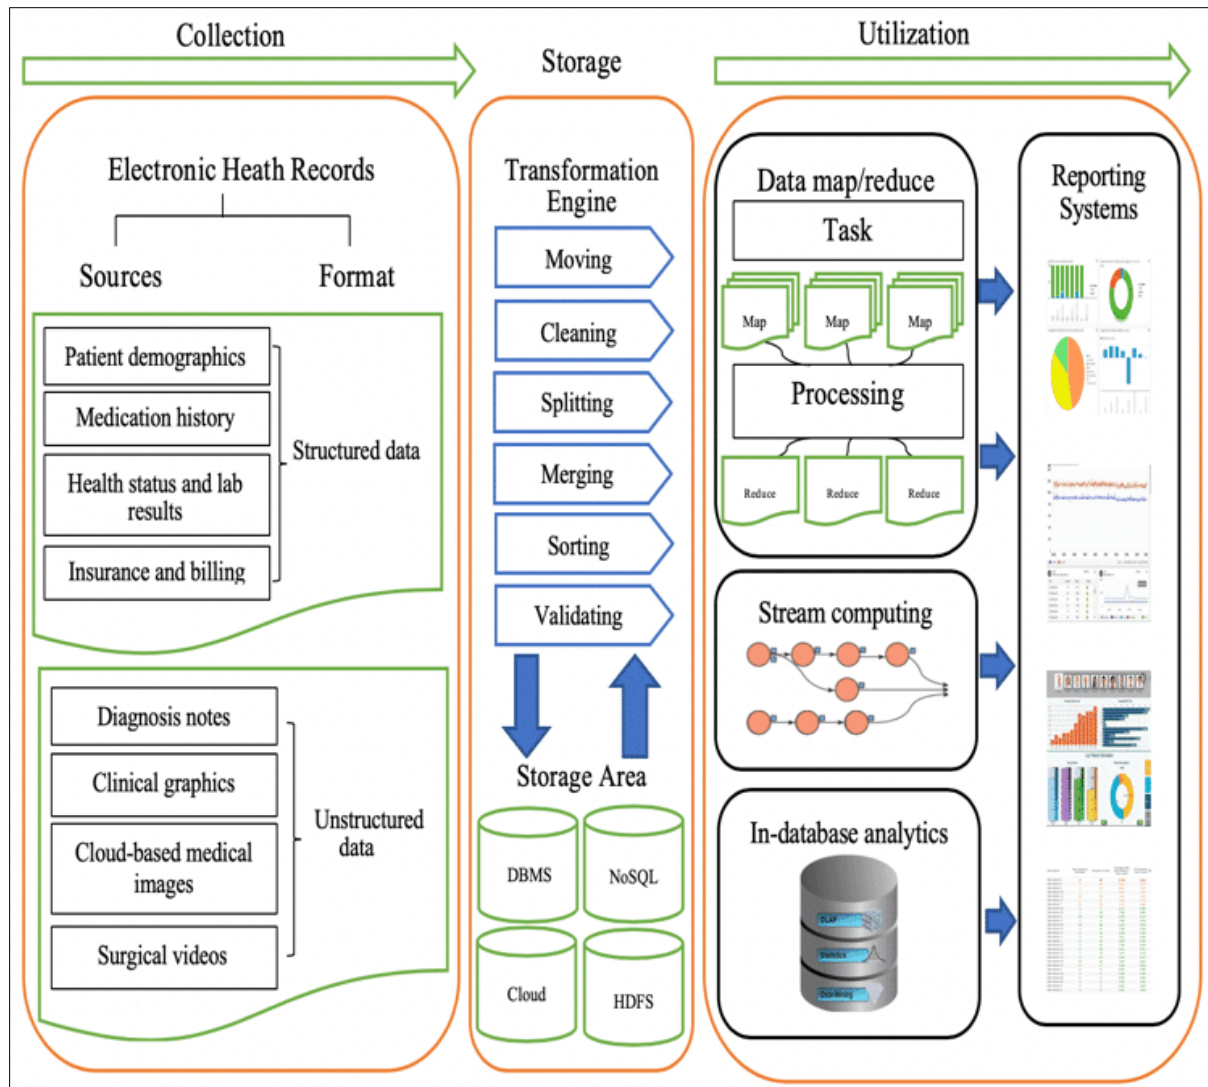 Collection
Storage
Utilization
Electronic Heath Records
Sources
Format
Patient demographics
Medication history
Health status and lab
results
Insurance and billing
Structured data
Diagnosis notes
Clinical graphics
Cloud-based medical
images
Surgical videos
Unstructured
data
Transformation
Engine
Moving
Cleaning
Splitting
Merging
Sorting
Validating
Storage Area
DBMS
NoSQL
Cloud
HDFS
Data map/reduce
Task
Map
Map
Map
Processing
Reduce
Reduce
Reduce
Stream computing
In-database analytics
OLAP
Statistics
Data Mining
Reporting
Systems